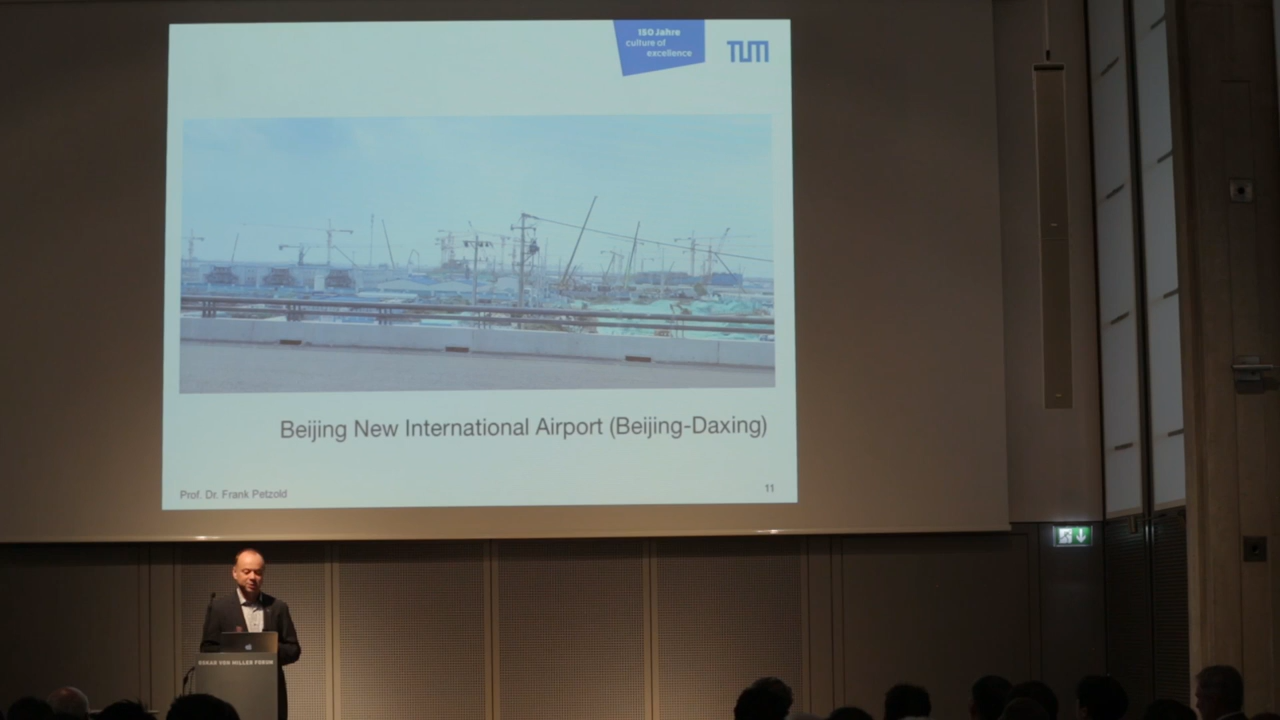 150 Jahre
culture of
excellence
TUM
Beijing New International Airport (Beijing-Daxing)
Prof. Dr. Frank Petzold
11
OSKAR VON MILLER FORUM